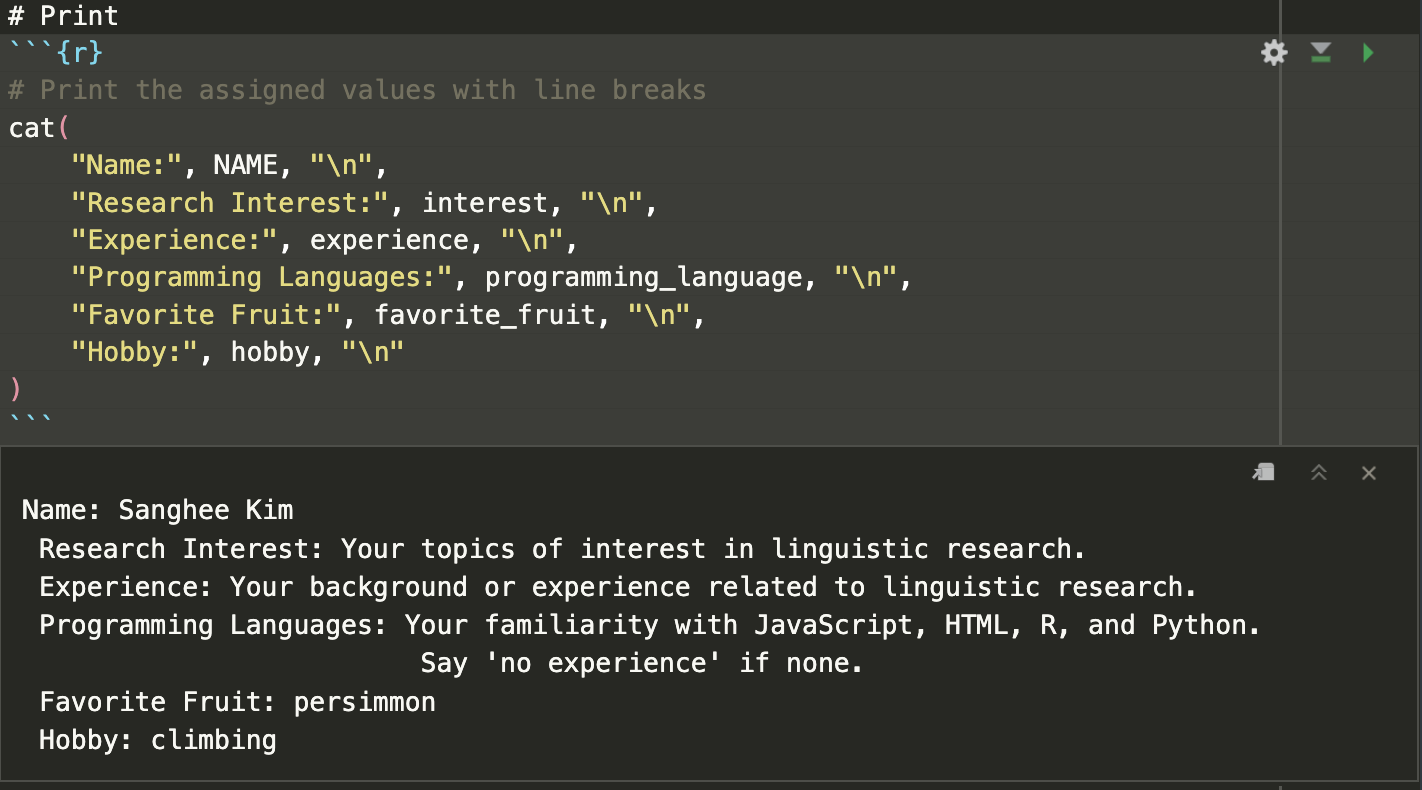 # Print
```{r}
# Print the assigned values with line breaks
cat(
    "Name:", NAME, "\n",
    "Research Interest:", interest, "\n",
    "Experience:", experience, "\n",
    "Programming Languages:", programming_language, "\n",
    "Favorite Fruit:", favorite_fruit, "\n",
    "Hobby:", hobby, "\n"
)
```
Name: Sanghee Kim
 Research Interest: Your topics of interest in linguistic research.
 Experience: Your background or experience related to linguistic research.
 Programming Languages: Your familiarity with JavaScript, HTML, R, and Python.
                         Say 'no experience' if none.
 Favorite Fruit: persimmon
 Hobby: climbing